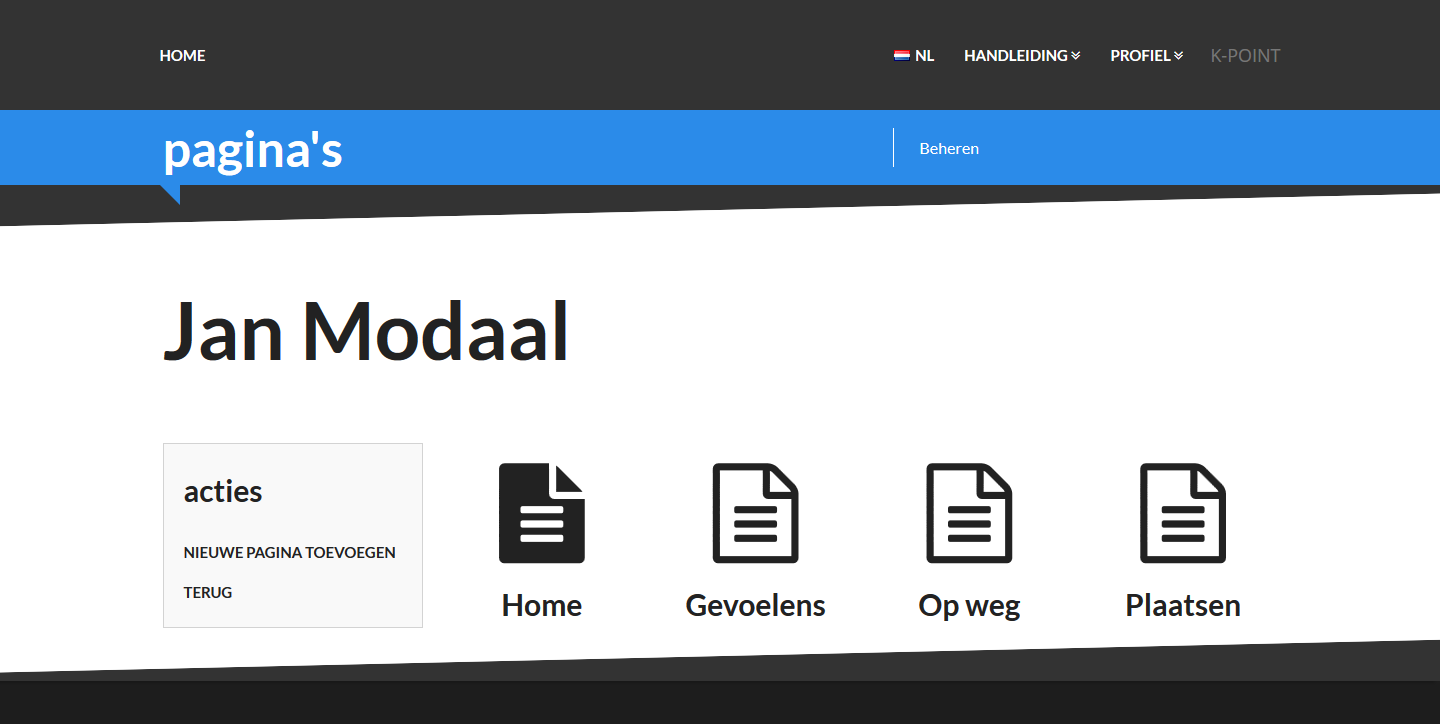 HOME
NL HANDLEIDING PROFIEL K-POINT
pagina's
Beheren
Jan Modaal
acties
NIEUWE PAGINA TOEVOEGEN
TERUG
Home Gevoelens Op weg Plaatsen